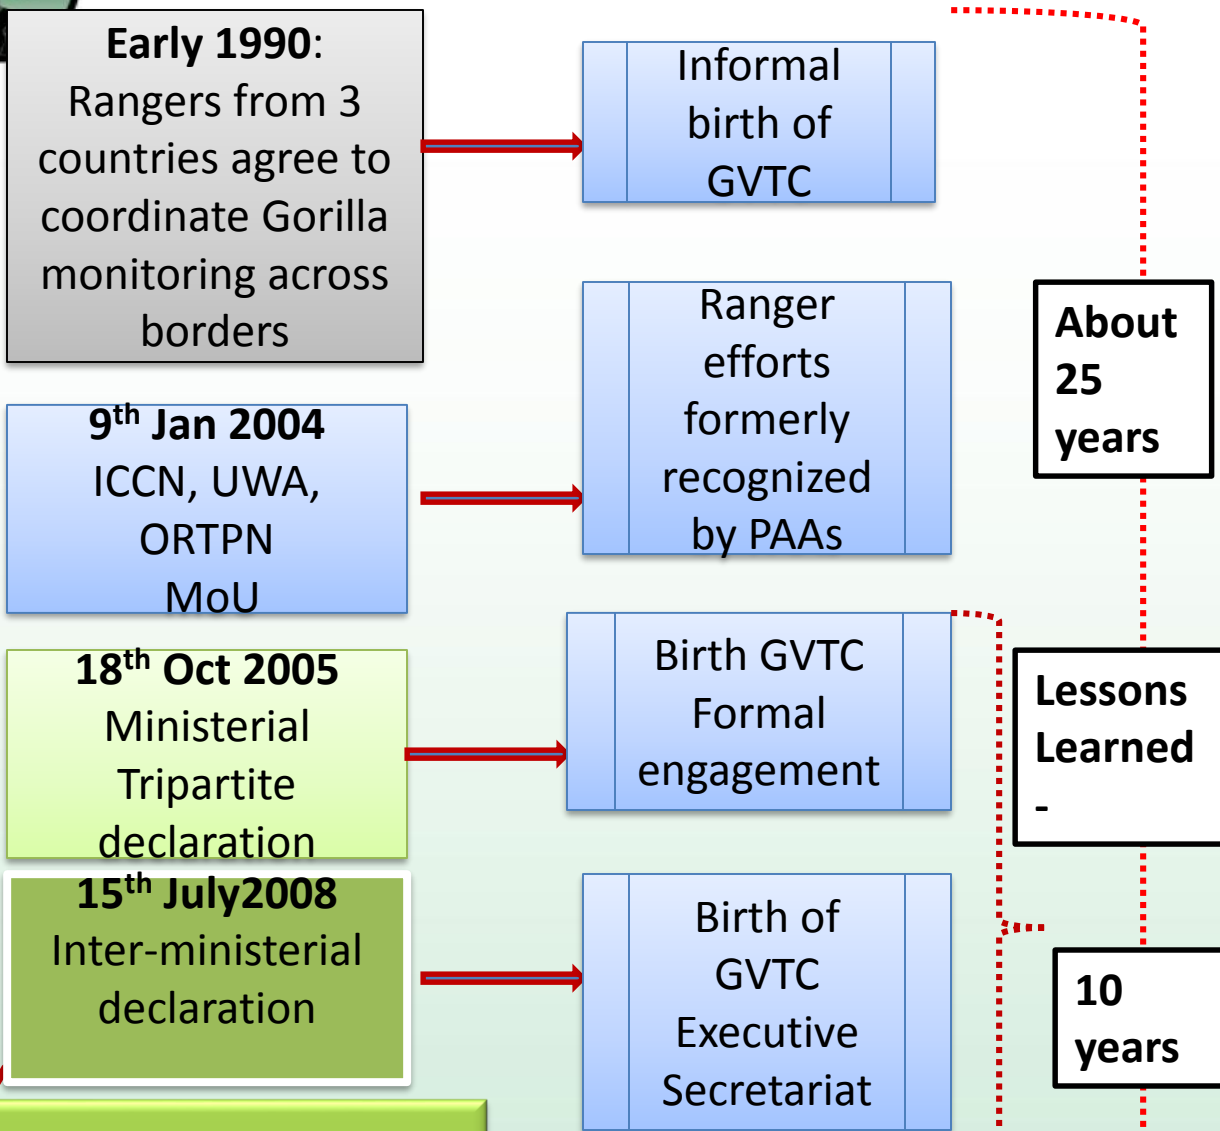 Early 1990:
Rangers from 3
countries agree to
coordinate Gorilla
monitoring across
borders
Informal
birth of
GVTC
9th Jan 2004
ICCN, UWA,
ORTPN
MoU
Ranger
efforts
formerly
recognized
by PAAs
About
25
years
18th Oct 2005
Ministerial
Tripartite
declaration
Birth GVTC
Formal
engagement
Lessons
Learned
-
15th July2008
Inter-ministerial
declaration
Birth of
GVTC
Executive
Secretariat
10
years